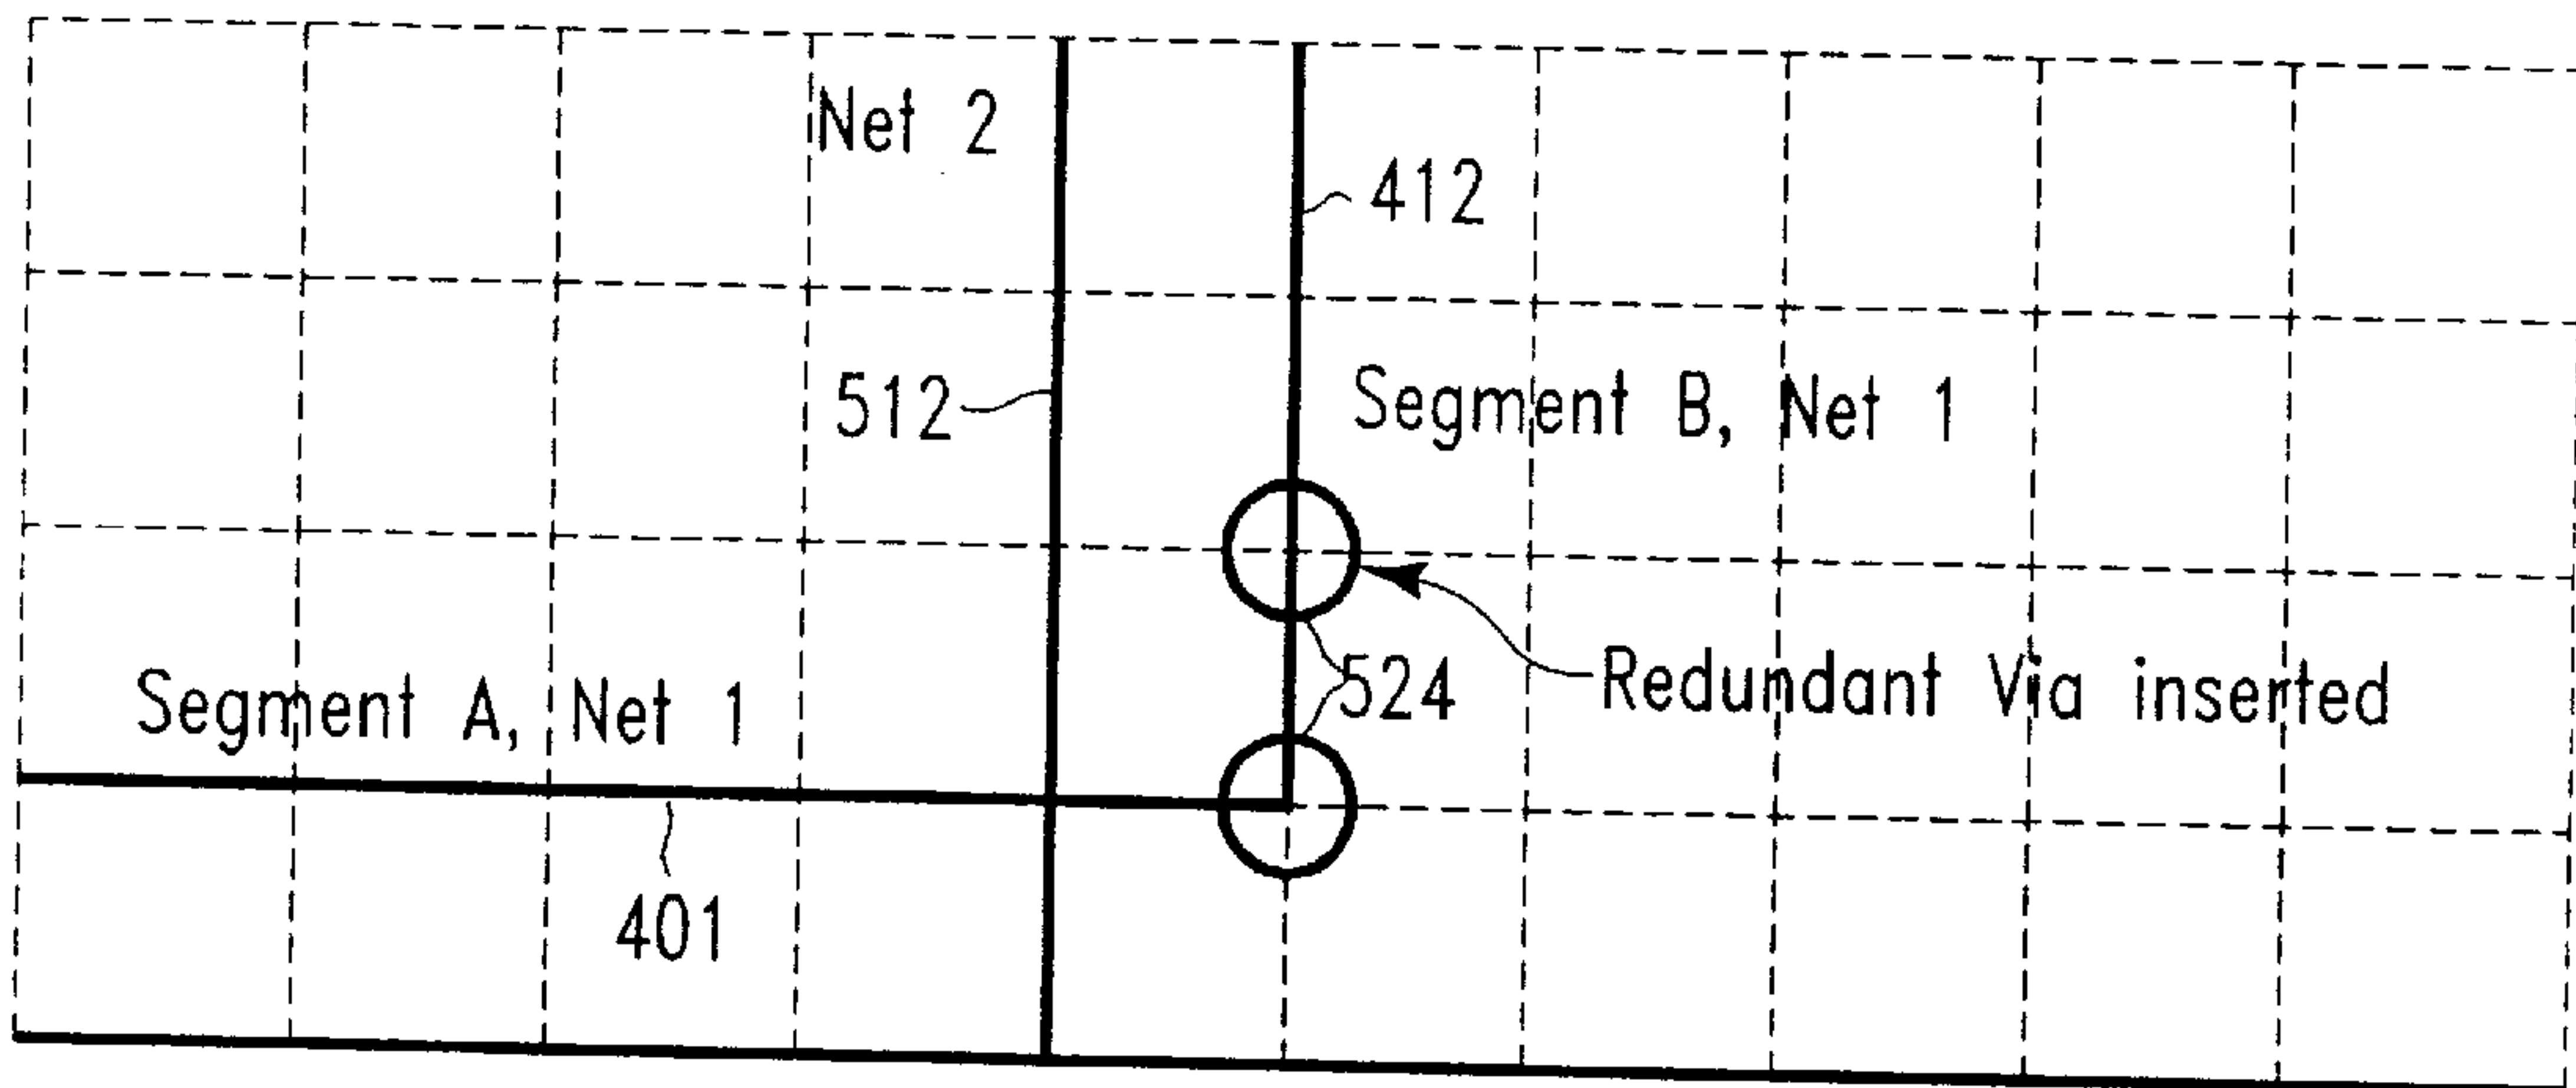 Net 2
412
512
Segment B, Net 1
524
Redundant Via inserted
Segment A, Net 1
401